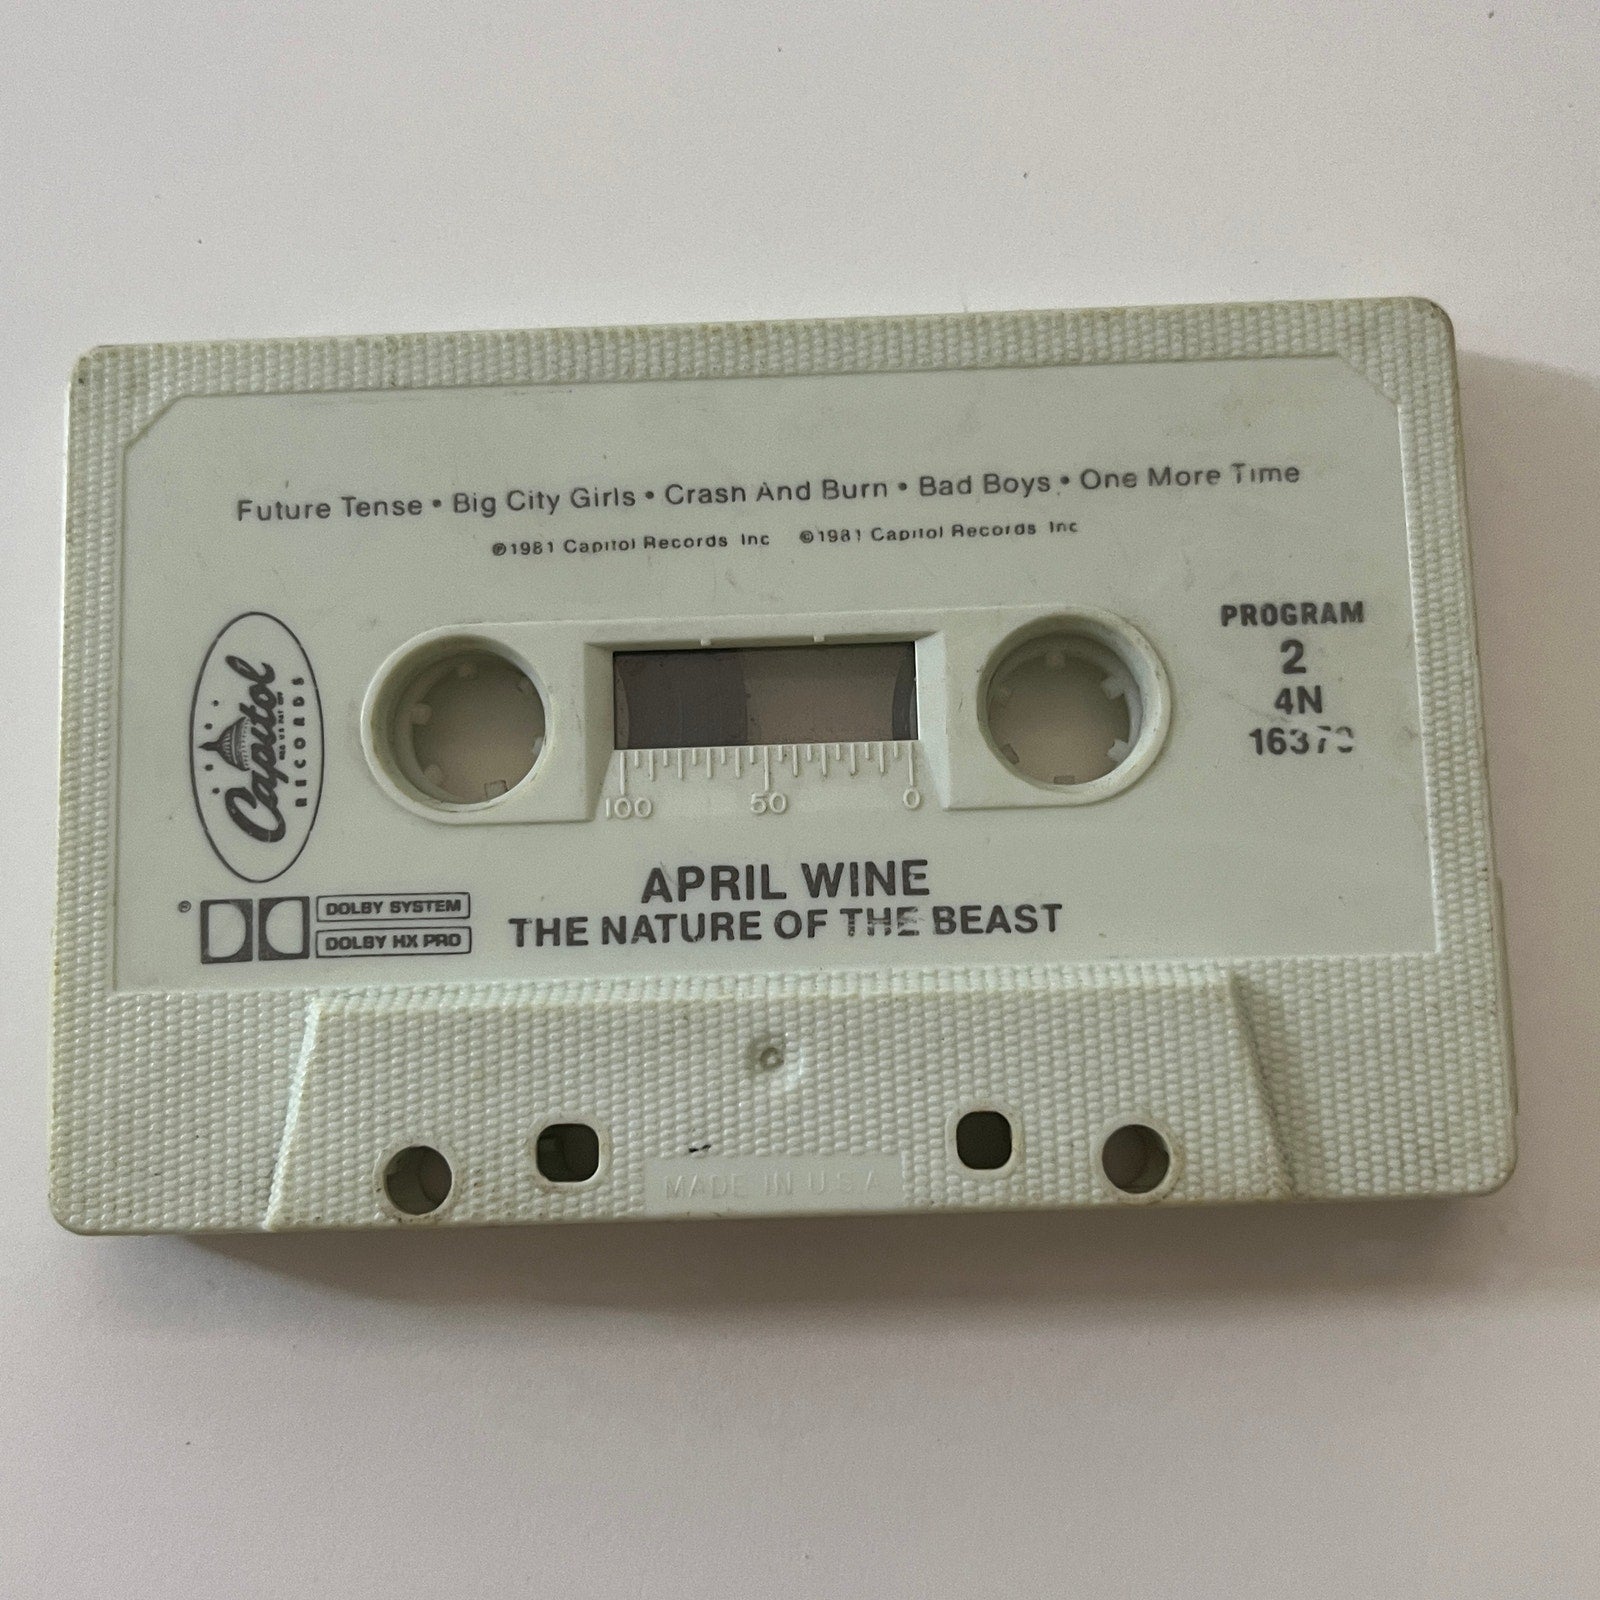 Future Tense • Big City Girls • Crash And Burn • Bad Boys • One More Time
℗1981 Capitol Records Inc ©1981 Capitol Records Inc
Capitol
RECORDS
PROGRAM
2
4N
100 50 0
APRIL WINE
THE NATURE OF THE BEAST
DOLBY SYSTEM
DOLBY HX PRO
C
MADE IN U.S.A.